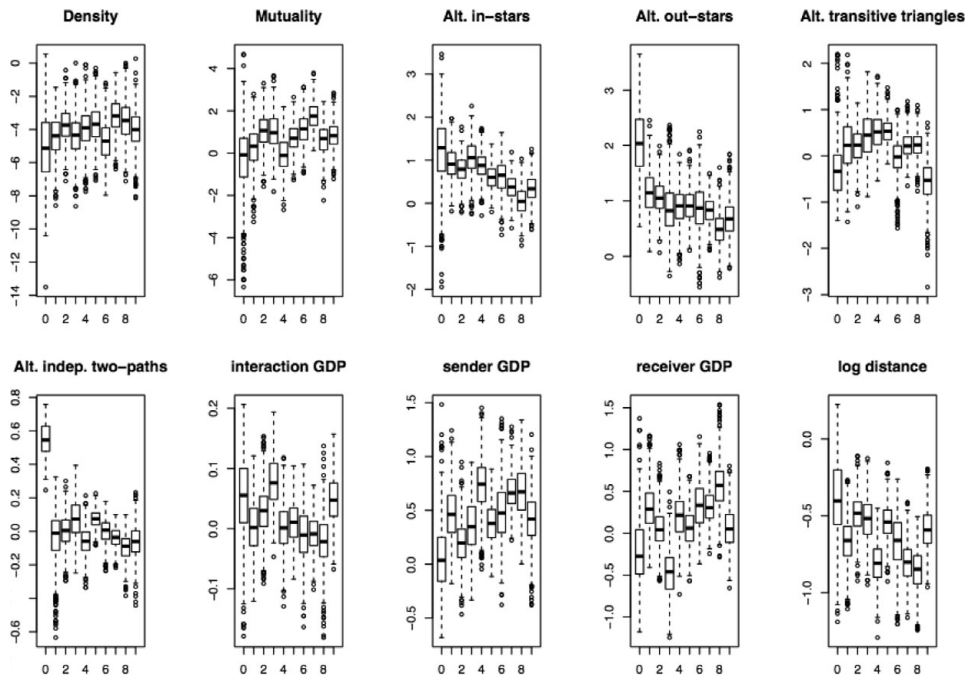 Density
0
−2
−4
−6
−8
−10
−12
−14
0 2 4 6 8
Mutuality
4
2
0
−2
−4
−6
0 2 4 6 8
Alt. in−stars
3
2
1
0
1
−2
0 2 4 6 8
Alt. out−stars
3
2
1
0
0 2 4 6 8
Alt. transitive triangles
2
1
0
−1
−2
−3
0 2 4 6 8
Alt. indep. two−paths
0.8
0.6
0.4
0.2
0.0
−0.2
−0.6
0 2 4 6 8
interaction GDP
0.2
0.1
0.0
−0.1
0 2 4 6 8
sender GDP
1.5
1.0
0.5
0.0
−0.5
0 2 4 6 8
receiver GDP
1.5
1.0
0.5
0.0
−0.5
−1.0
0 2 4 6 8
log distance
0.0
−0.5
−1.0
0 2 4 6 8